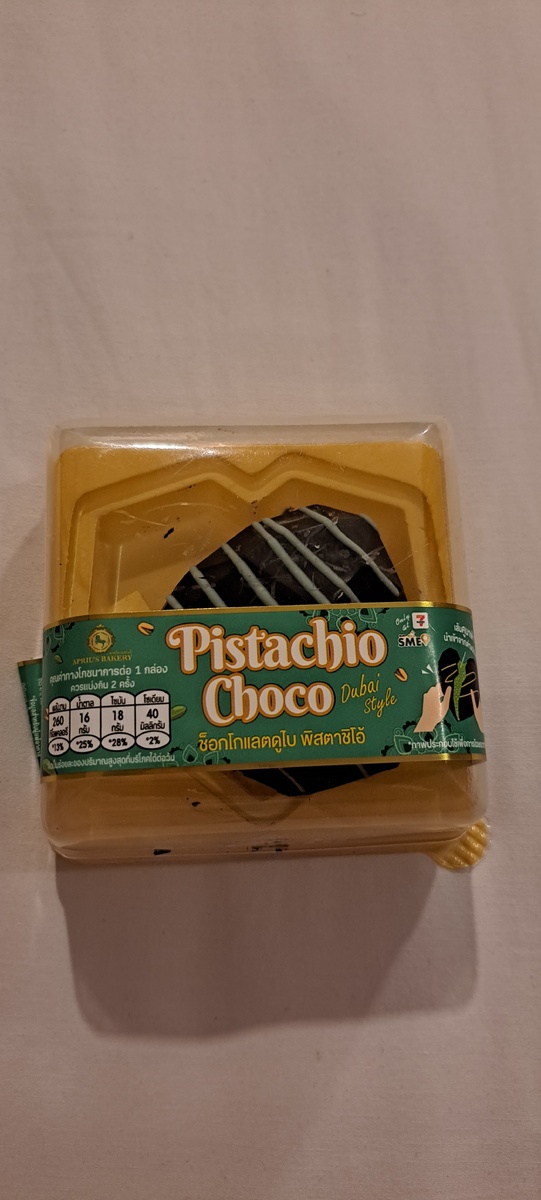 APRIL'S BAKERY
Pistachio
Choco
Dubai
Style
ช็อกโกแลตดูไบ พิสตาชิโอ้
คุณค่าทางโภชนาการต่อ 1 กล่อง
ควรแบ่งกิน 2 ครั้ง
พลังงาน น้ำตาล ไขมัน โซเดียม
260 16 18 40
กิโลแคลอรี กรัม กรัม มิลลิกรัม
*13% *25% *28% *2%
Only
at
7
SME